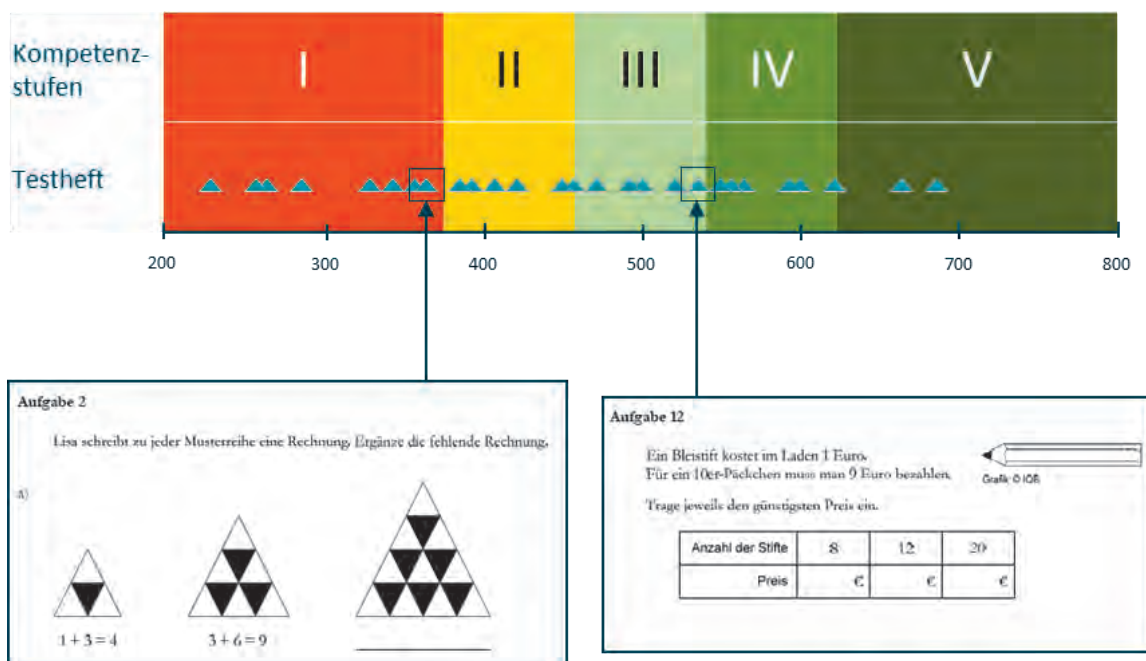 Kompetenz-
stufen
I II III IV V
Testheft
200 300 400 500 600 700 800
Aufgabe 2
Lisa schreibt zu jeder Musterreihe eine Rechnung. Ergänze die fehlende Rechnung.
a)
1 + 3 = 4 3 + 6 = 9
Aufgabe 12
Ein Bleistift kostet im Laden 1 Euro.
Für ein 10er-Päckchen muss man 9 Euro bezahlen.
Grafik: © IQB
Trage jeweils den günstigsten Preis ein.
Anzahl der Stifte 8 12 20
Preis € € €